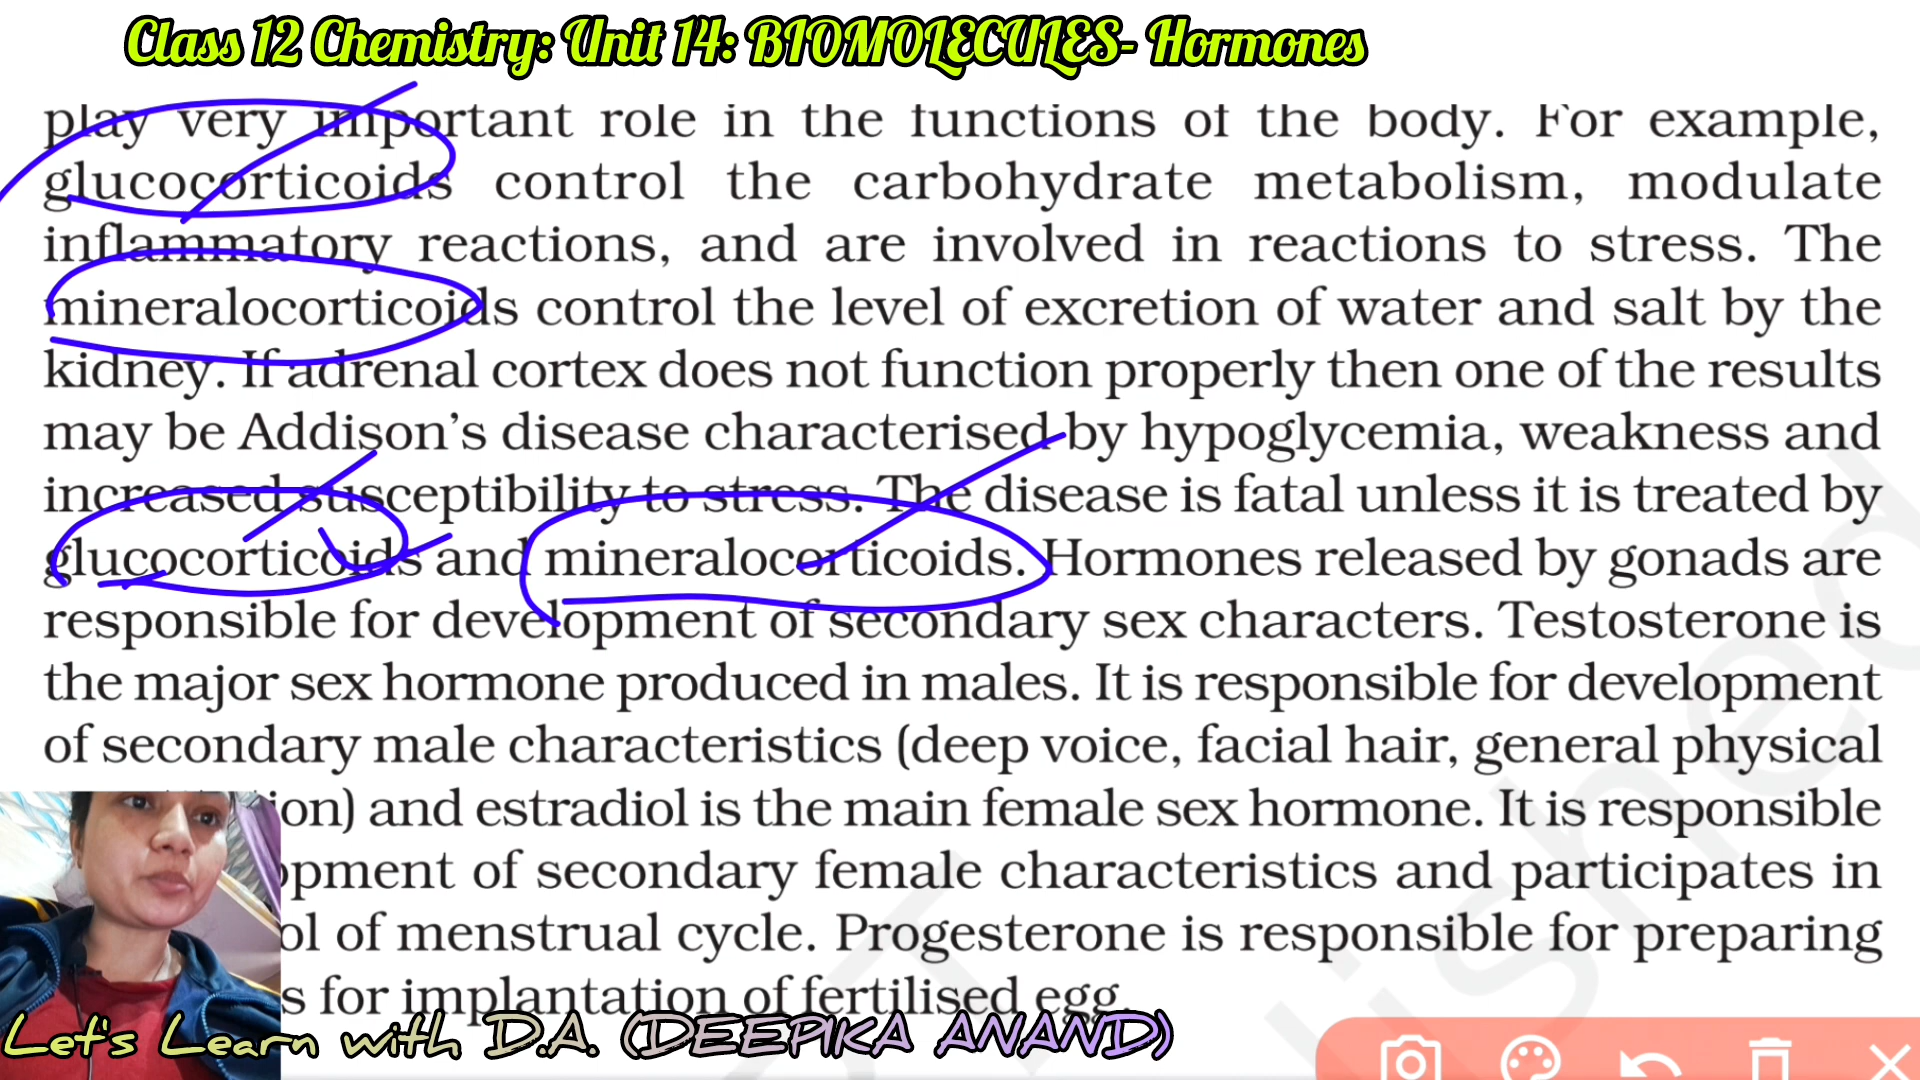 Class 12 Chemistry: Unit 14: BIOMOLECULES- Hormones
play very important role in the functions of the body. For example,
glucocorticoids control the carbohydrate metabolism, modulate
inflammatory reactions, and are involved in reactions to stress. The
mineralocorticoids control the level of excretion of water and salt by the
kidney. If adrenal cortex does not function properly then one of the results
may be Addison's disease characterised by hypoglycemia, weakness and
increased susceptibility to stress. The disease is fatal unless it is treated by
glucocorticoids and mineralocorticoids. Hormones released by gonads are
responsible for development of secondary sex characters. Testosterone is
the major sex hormone produced in males. It is responsible for development
of secondary male characteristics (deep voice, facial hair, general physical
ion) and estradiol is the main female sex hormone. It is responsible
opment of secondary female characteristics and participates in
ol of menstrual cycle. Progesterone is responsible for preparing
s for implantation of fertilised egg.
Let's Learn with D.A. (DEEPIKA ANAND)